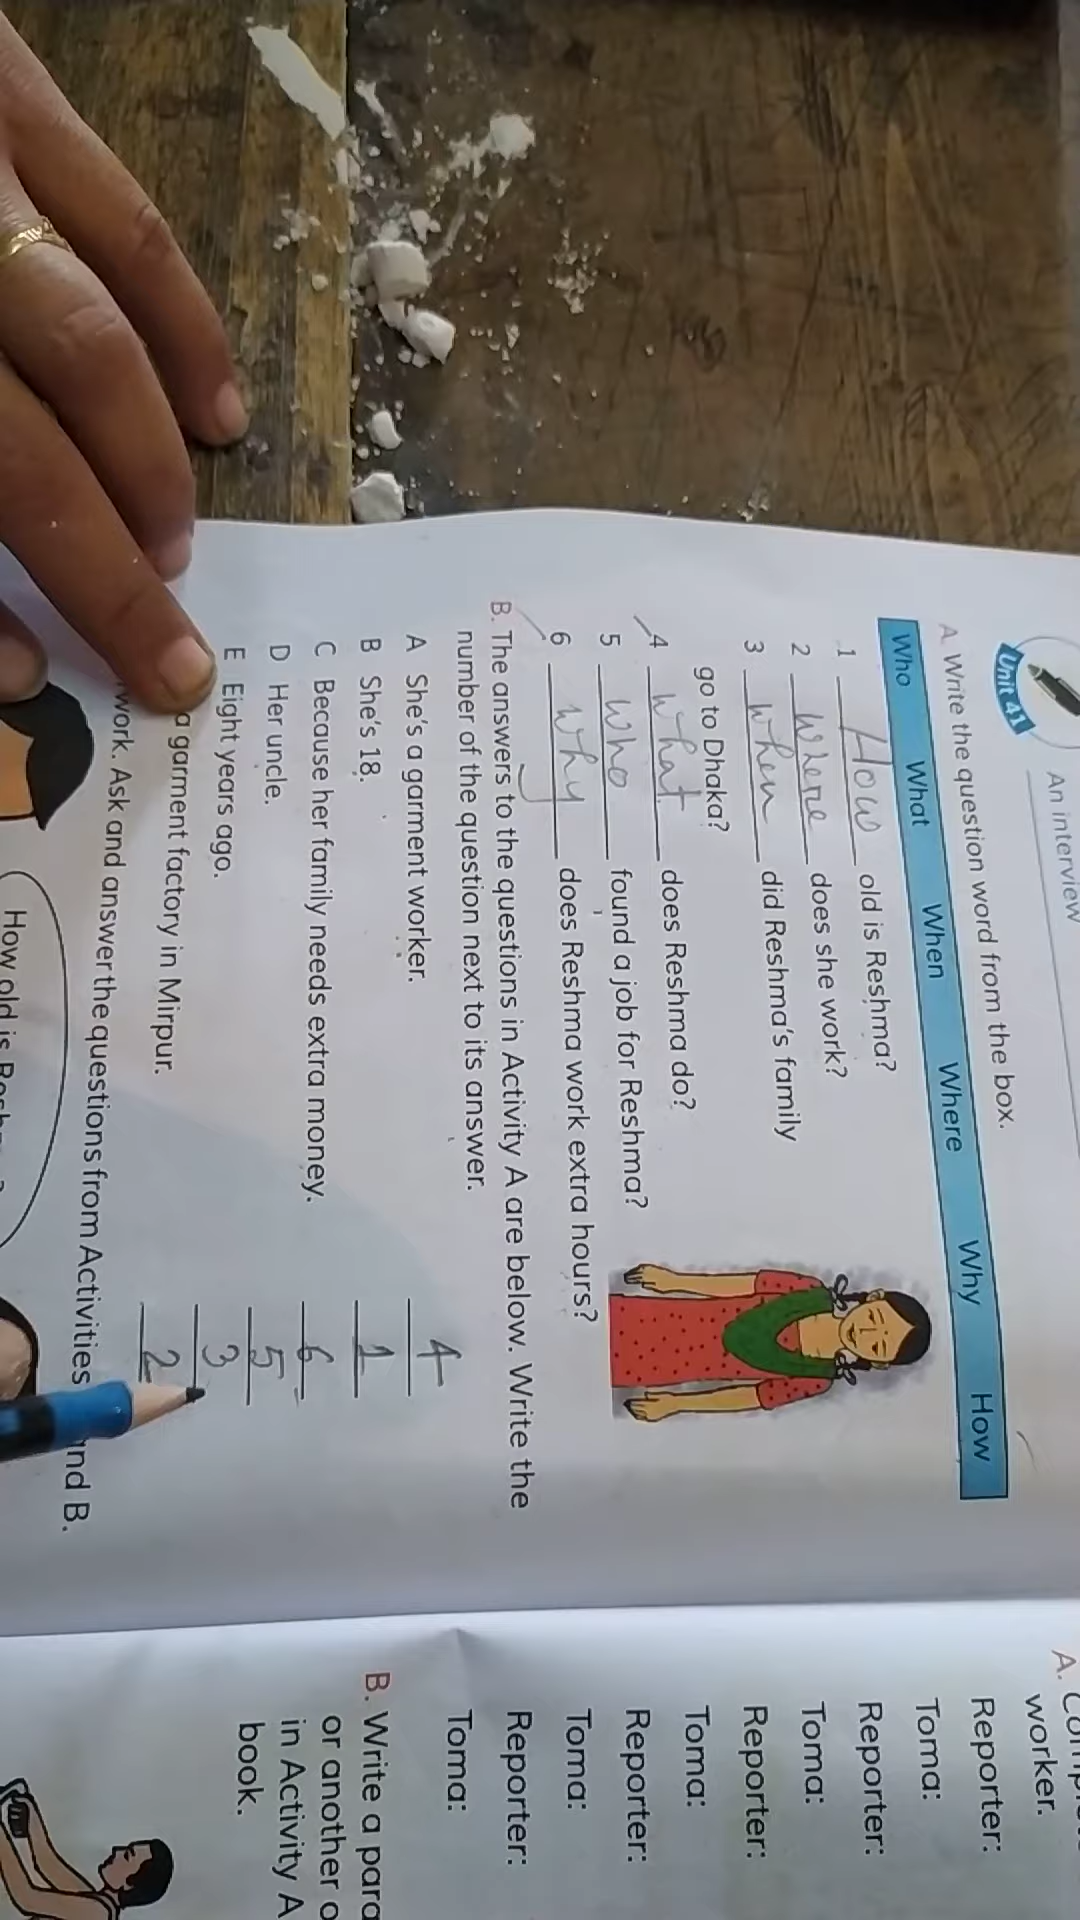 An interview
Unit 41
A. Write the question word from the box.
Who What When Where Why How
1 How old is Reshma?
2 where does she work?
3 when did Reshma's family
go to Dhaka?
4 what does Reshma do?
5 who found a job for Reshma?
6 why does Reshma work extra hours?
B. The answers to the questions in Activity A are below. Write the
number of the question next to its answer.
A She's a garment worker. 4
B She's 18. 1
C Because her family needs extra money. 6
D Her uncle. 5
E Eight years ago. 3
a garment factory in Mirpur. 2
work. Ask and answer the questions from Activities and B.
How old is
A.
worker.
Reporter:
Toma:
Reporter:
Toma:
Reporter:
Toma:
Reporter:
Toma:
Reporter:
Toma:
B. Write a para
or another
in Activity A
book.